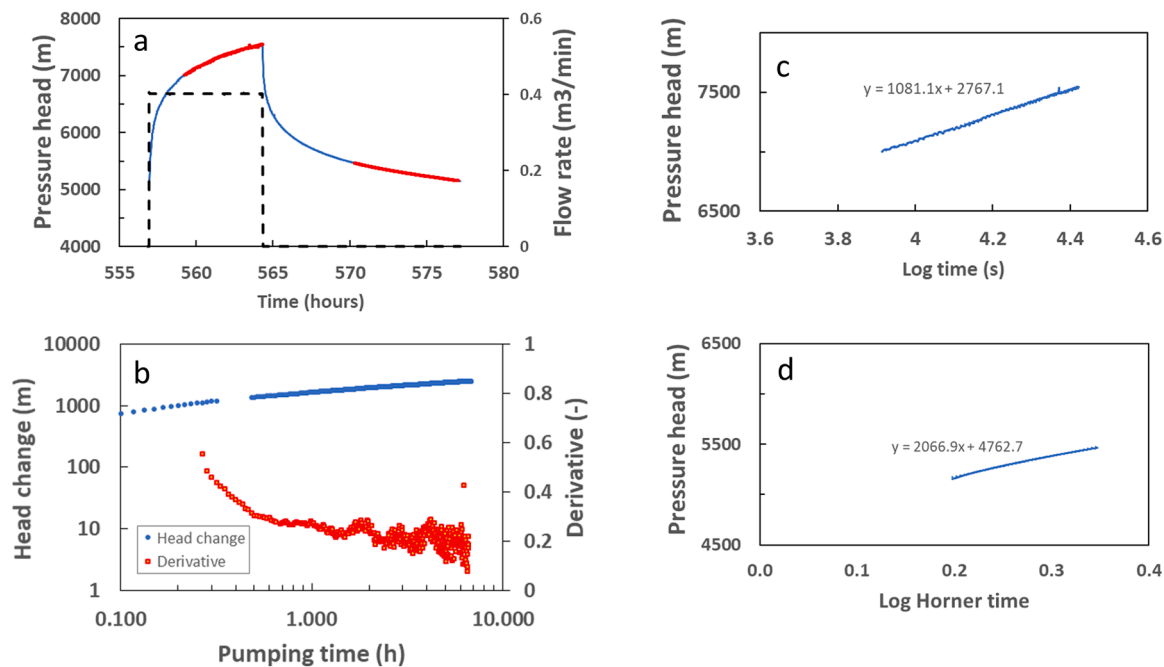 a
8000
7000
6000
5000
4000
Pressure head (m)
0.6
0.4
0.2
0
Flow rate (m3/min)
555 560 565 570 575 580
Time (hours)
c
7500
6500
Pressure head (m)
y = 1081.1x + 2767.1
3.6 3.8 4 4.2 4.4 4.6
Log time (s)
b
10000
1000
100
10
1
Head change (m)
1
0.8
0.6
0.4
0.2
0
Derivative (-)
Head change
Derivative
0.100 1.000 10.000
Pumping time (h)
d
6500
5500
4500
Pressure head (m)
y = 2066.9x + 4762.7
0.0 0.1 0.2 0.3 0.4
Log Horner time